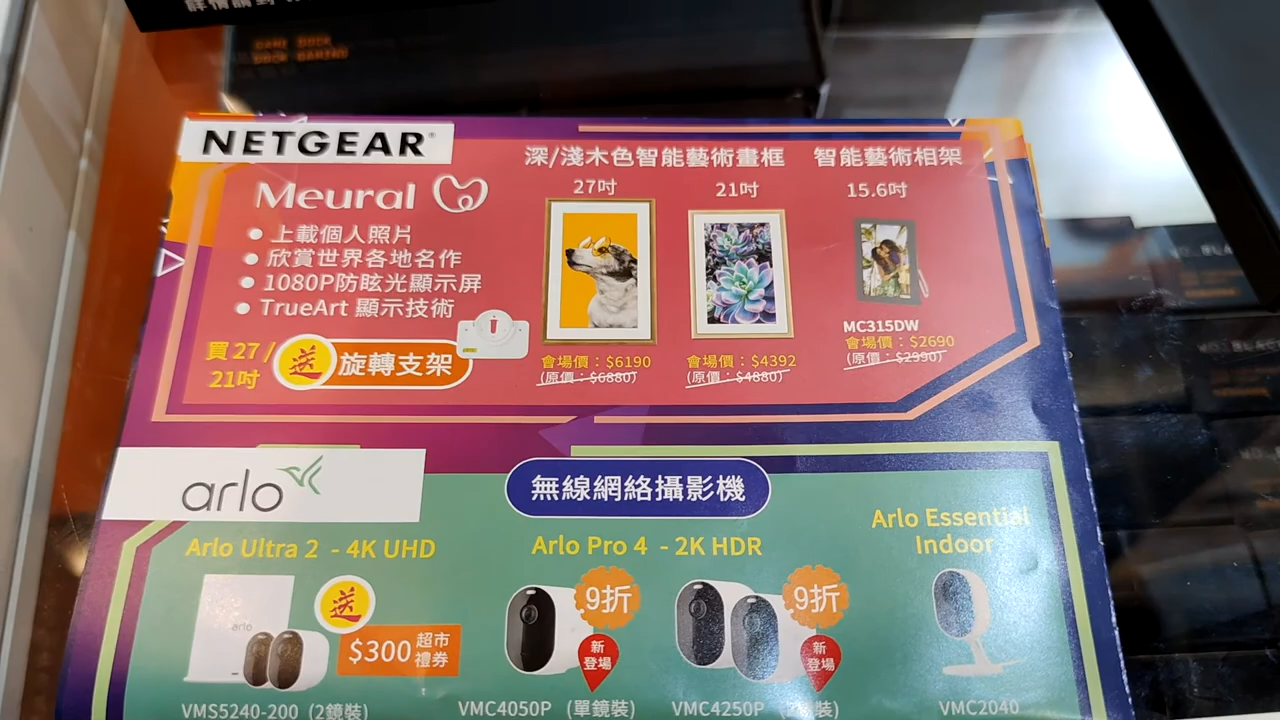 NETGEAR®
Meural
上載個人照片
欣賞世界各地名作
1080P防眩光顯示屏
TrueArt 顯示技術
買 27 /
21吋
送
旋轉支架
深/淺木色智能藝術畫框
智能藝術相架
27吋
21吋
15.6吋
MC315DW
會場價:$6190
(原價:$6880)
會場價:$4392
(原價:$4880)
會場價:$2690
(原價:$2990)
arlo
無線網絡攝影機
Arlo Ultra 2 - 4K UHD
Arlo Pro 4 - 2K HDR
Arlo Essential
Indoor
arlo
送
$300 超市
禮券
9折
新
登場
9折
新
登場
VMS5240-200 (2鏡裝)
VMC4050P (單鏡裝)
VMC4250P
VMC2040